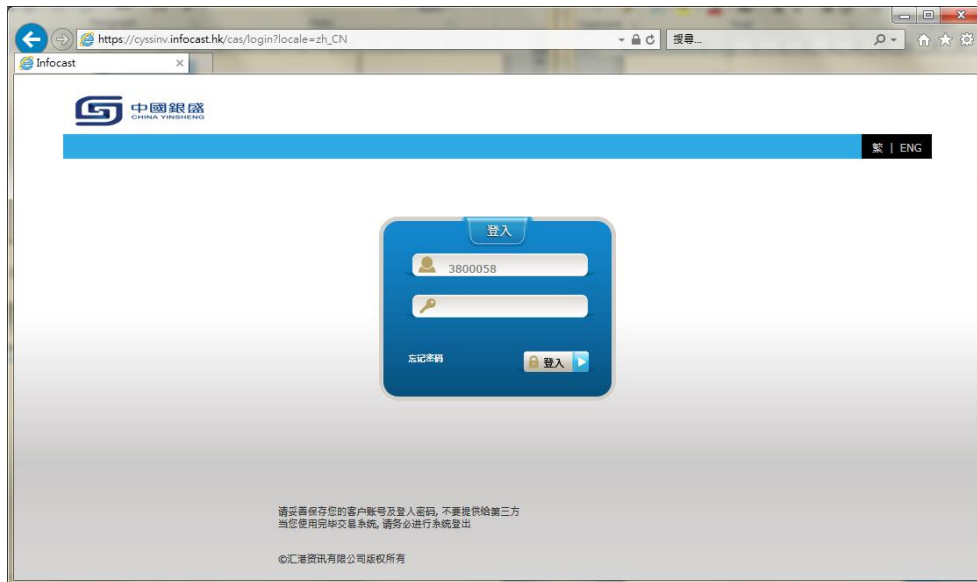 https://cyssinv.infocast.hk/cas/login?locale=zh_CN
搜尋...
Infocast
中國銀盛
CHINA YINSHENG
繁 | ENG
登入
3800058
忘记密码
登入
请妥善保存您的客户账号及登入密码, 不要提供给第三方
当您使用完毕交易系统, 请务必进行系统登出
©汇港资讯有限公司版权所有